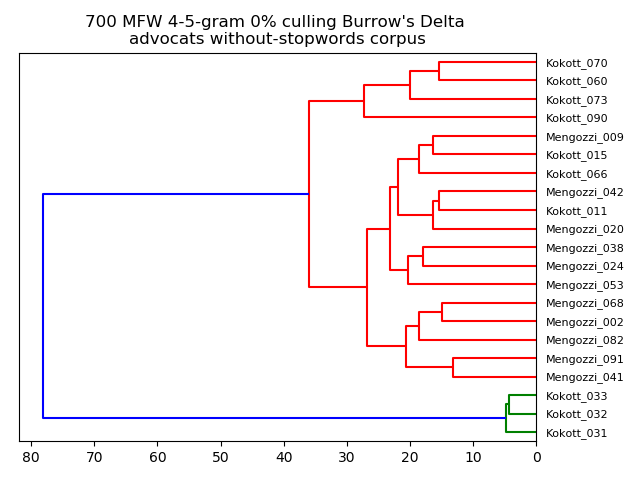 700 MFW 4-5-gram 0% culling Burrow's Delta
advocats without-stopwords corpus
Kokott_070
Kokott_060
Kokott_073
Kokott_090
Mengozzi_009
Kokott_015
Kokott_066
Mengozzi_042
Kokott_011
Mengozzi_020
Mengozzi_038
Mengozzi_024
Mengozzi_053
Mengozzi_068
Mengozzi_002
Mengozzi_082
Mengozzi_091
Mengozzi_041
Kokott_033
Kokott_032
Kokott_031
80 70 60 50 40 30 20 10 0